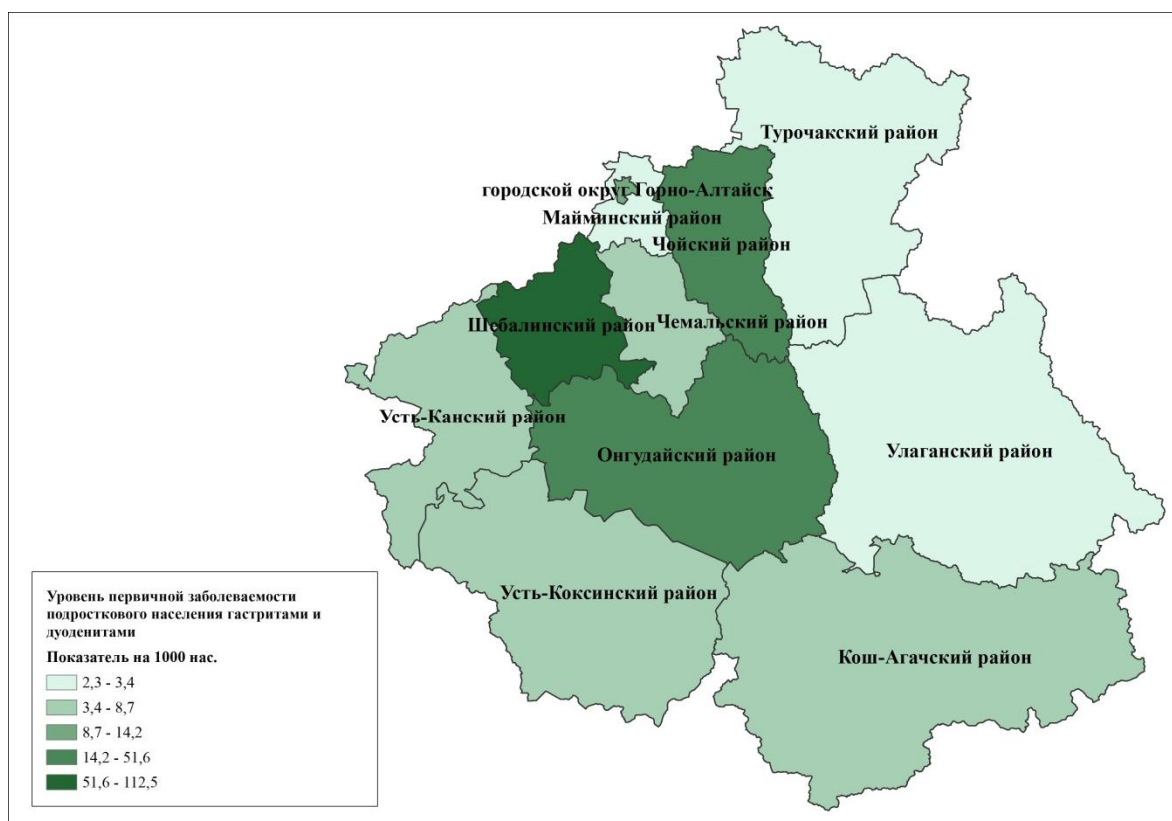 Турочакский район
городской округ Горно-Алтайск
Майминский район
Чойский район
Шебалинский район
Чемальский район
Усть-Канский район
Онгудайский район
Улаганский район
Усть-Коксинский район
Кош-Агачский район
Уровень первичной заболеваемости
подросткового населения гастритами и
дуоденитами
Показатель на 1000 нас.
2,3 - 3,4
3,4 - 8,7
8,7 - 14,2
14,2 - 51,6
51,6 - 112,5